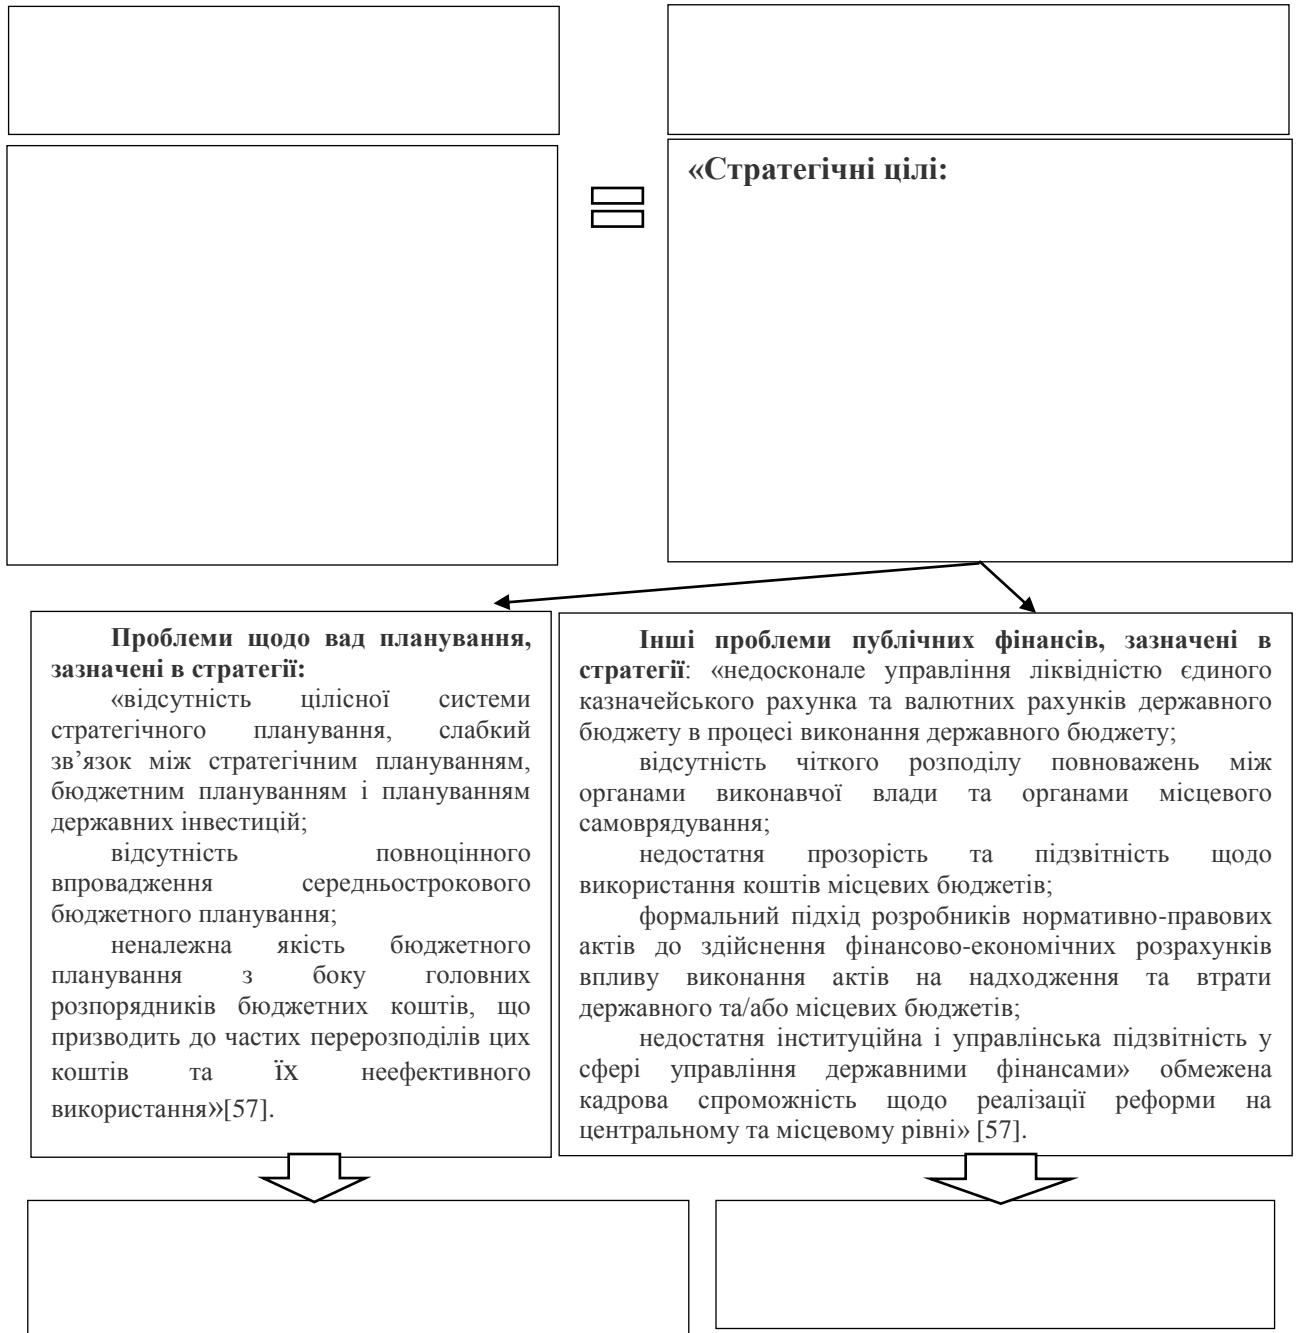 «Стратегічні цілі:
Проблеми щодо вад планування,
зазначені в стратегії:
«відсутність цілісної системи
стратегічного планування, слабкий
зв’язок між стратегічним плануванням,
бюджетним плануванням і плануванням
державних інвестицій;
відсутність повноцінного
впровадження середньострокового
бюджетного планування;
неналежна якість бюджетного
планування з боку головних
розпорядників бюджетних коштів, що
призводить до частих перерозподілів цих
коштів та їх неефективного
використання»[57].
Інші проблеми публічних фінансів, зазначені в
стратегії: «недосконале управління ліквідністю єдиного
казначейського рахунка та валютних рахунків державного
бюджету в процесі виконання державного бюджету;
відсутність чіткого розподілу повноважень між
органами виконавчої влади та органами місцевого
самоврядування;
недостатня прозорість та підзвітність щодо
використання коштів місцевих бюджетів;
формальний підхід розробників нормативно-правових
актів до здійснення фінансово-економічних розрахунків
впливу виконання актів на надходження та втрати
державного та/або місцевих бюджетів;
недостатня інституційна і управлінська підзвітність у
сфері управління державними фінансами» обмежена
кадрова спроможність щодо реалізації реформи на
центральному та місцевому рівні» [57].